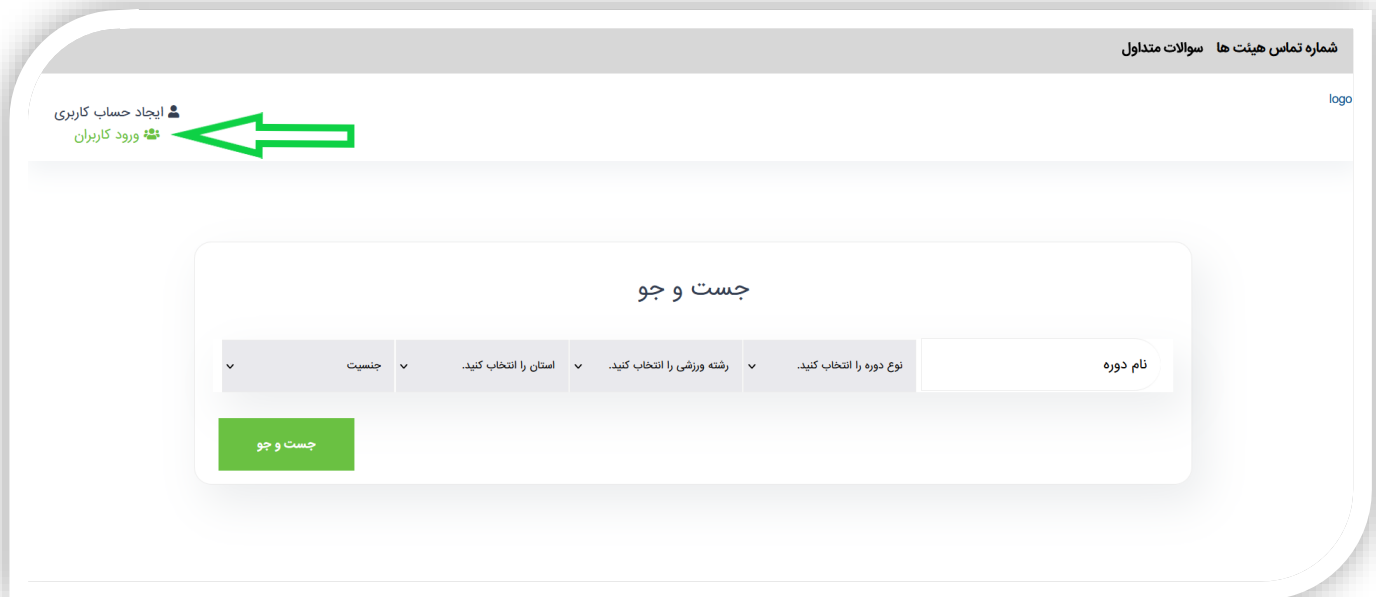 شماره تماس هیئت ها سوالات متداول
logo
ایجاد حساب کاربری
ورود کاربران
جست و جو
نام دوره نوع دوره را انتخاب کنید. رشته ورزشی را انتخاب کنید. استان را انتخاب کنید. جنسیت
جست و جو